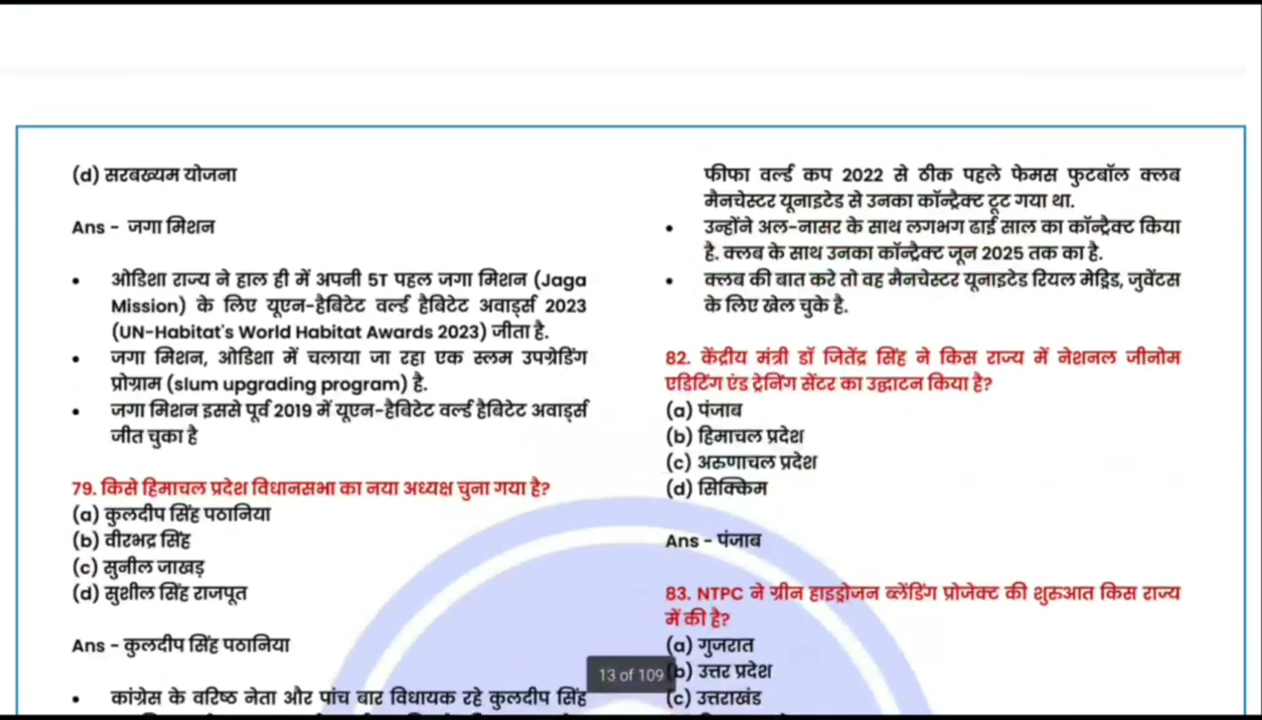 (d) सरबख्यम योजना
Ans - जगा मिशन
• ओडिशा राज्य ने हाल ही में अपनी 5T पहल जगा मिशन (Jaga
Mission) के लिए यूएन-हैबिटेट वर्ल्ड हैबिटेट अवार्ड्स 2023
(UN-Habitat's World Habitat Awards 2023) जीता है.
• जगा मिशन, ओडिशा में चलाया जा रहा एक स्लम उपग्रेडिंग
प्रोग्राम (slum upgrading program) है.
• जगा मिशन इससे पूर्व 2019 में यूएन-हैबिटेट वर्ल्ड हैबिटेट अवार्ड्स
जीत चुका है
79. किसे हिमाचल प्रदेश विधानसभा का नया अध्यक्ष चुना गया है?
(a) कुलदीप सिंह पठानिया
(b) वीरभद्र सिंह
(c) सुनील जाखड़
(d) सुशील सिंह राजपूत
Ans - कुलदीप सिंह पठानिया
• कांग्रेस के वरिष्ठ नेता और पांच बार विधायक रहे कुलदीप सिंह
फीफा वर्ल्ड कप 2022 से ठीक पहले फेमस फुटबॉल क्लब
मैनचेस्टर यूनाइटेड से उनका कॉन्ट्रैक्ट टूट गया था.
• उन्होंने अल-नासर के साथ लगभग ढाई साल का कॉन्ट्रैक्ट किया
है. क्लब के साथ उनका कॉन्ट्रैक्ट जून 2025 तक का है.
• क्लब की बात करे तो वह मैनचेस्टर यूनाइटेड रियल मेड्रिड, जुवेंटस
के लिए खेल चुके है.
82. केंद्रीय मंत्री डॉ जितेंद्र सिंह ने किस राज्य में नेशनल जीनोम
एडिटिंग एंड ट्रेनिंग सेंटर का उद्घाटन किया है?
(a) पंजाब
(b) हिमाचल प्रदेश
(c) अरुणाचल प्रदेश
(d) सिक्किम
Ans - पंजाब
83. NTPC ने ग्रीन हाइड्रोजन ब्लेंडिंग प्रोजेक्ट की शुरुआत किस राज्य
में की है?
(a) गुजरात
(b) उत्तर प्रदेश
(c) उत्तराखंड
13 of 109